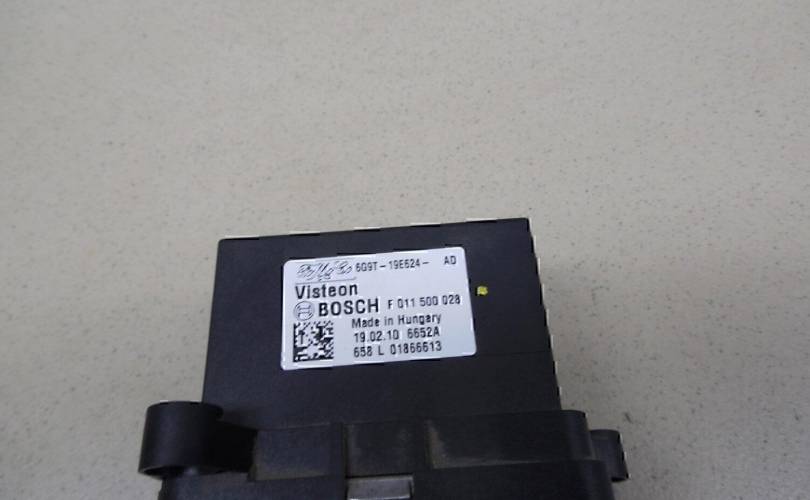 6G9T-19E624- AD
Visteon
BOSCH F 011 500 028
Made in Hungary
19.02.10 6652A
658 L 01866613